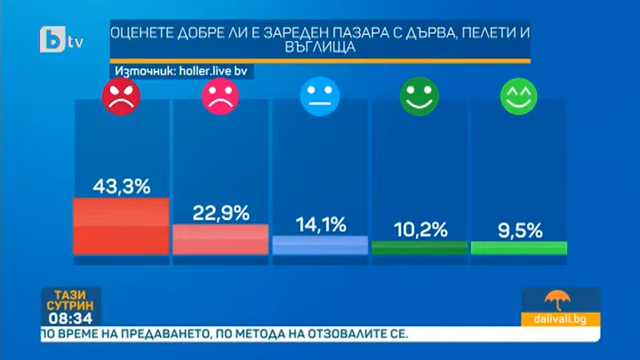 btv
ОЦЕНЕТЕ ДОБРЕ ЛИ Е ЗАРЕДЕН ПАЗАРА С ДЪРВА, ПЕЛЕТИ И
ВЪГЛИЩА
Източник: holler.live bv
43,3%
22,9%
14,1%
10,2%
9,5%
ТАЗИ
СУТРИН
08:34
dalivali.bg
ПО ВРЕМЕ НА ПРЕДАВАНЕТО, ПО МЕТОДА НА ОТЗОВАЛИТЕ СЕ.